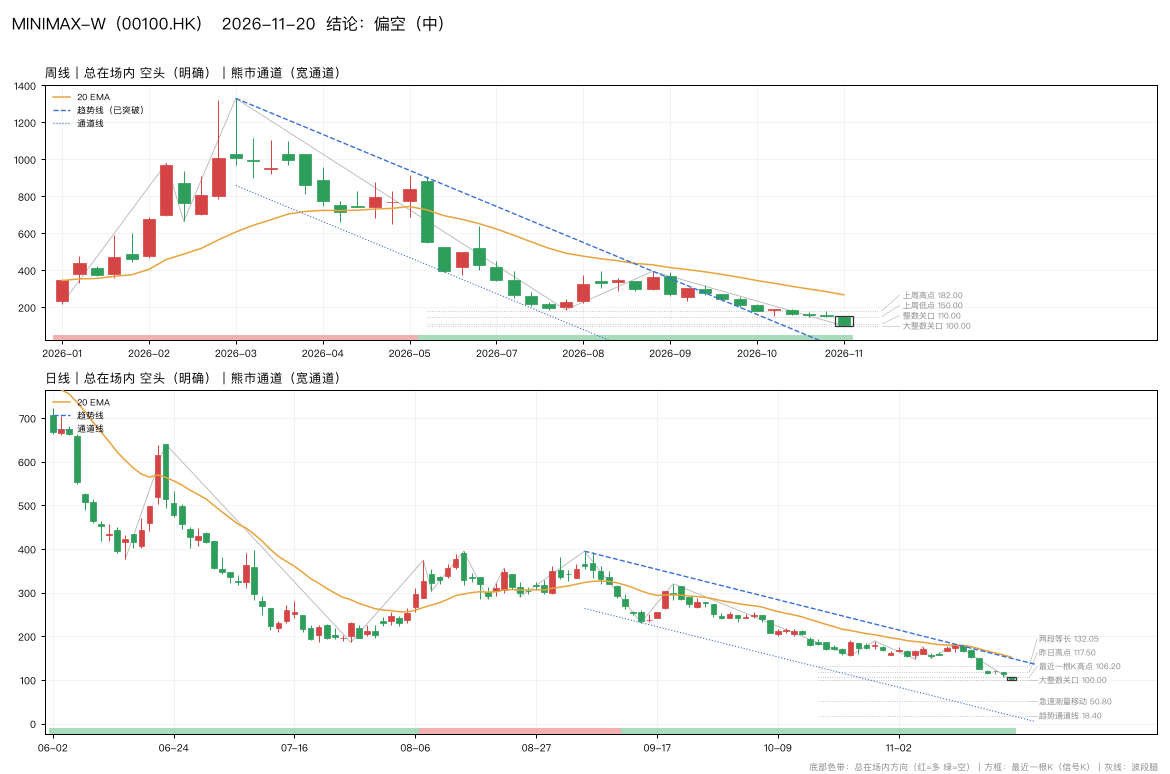 MINIMAX-W（00100.HK） 2026-11-20 结论：偏空（中）
周线｜总在场内 空头（明确）｜熊市通道（宽通道）
20 EMA
趋势线（已突破）
通道线
1400
1200
1000
800
600
400
200
上周高点 182.00
上周低点 150.00
整数关口 110.00
大整数关口 100.00
2026-01 2026-02 2026-03 2026-04 2026-05 2026-06 2026-07 2026-08 2026-09 2026-10 2026-11
日线｜总在场内 空头（明确）｜熊市通道（宽通道）
20 EMA
趋势线
通道线
700
600
500
400
300
200
100
0
两段等长 132.05
昨日高点 117.50
最近一根K高点 106.20
大整数关口 100.00
急速测量移动 50.80
趋势通道线 18.40
06-02 06-24 07-16 08-06 08-27 09-17 10-09 11-02
底部色带：总在场内方向（红=多 绿=空）｜方框：最近一根K（信号K）｜灰线：波段腿